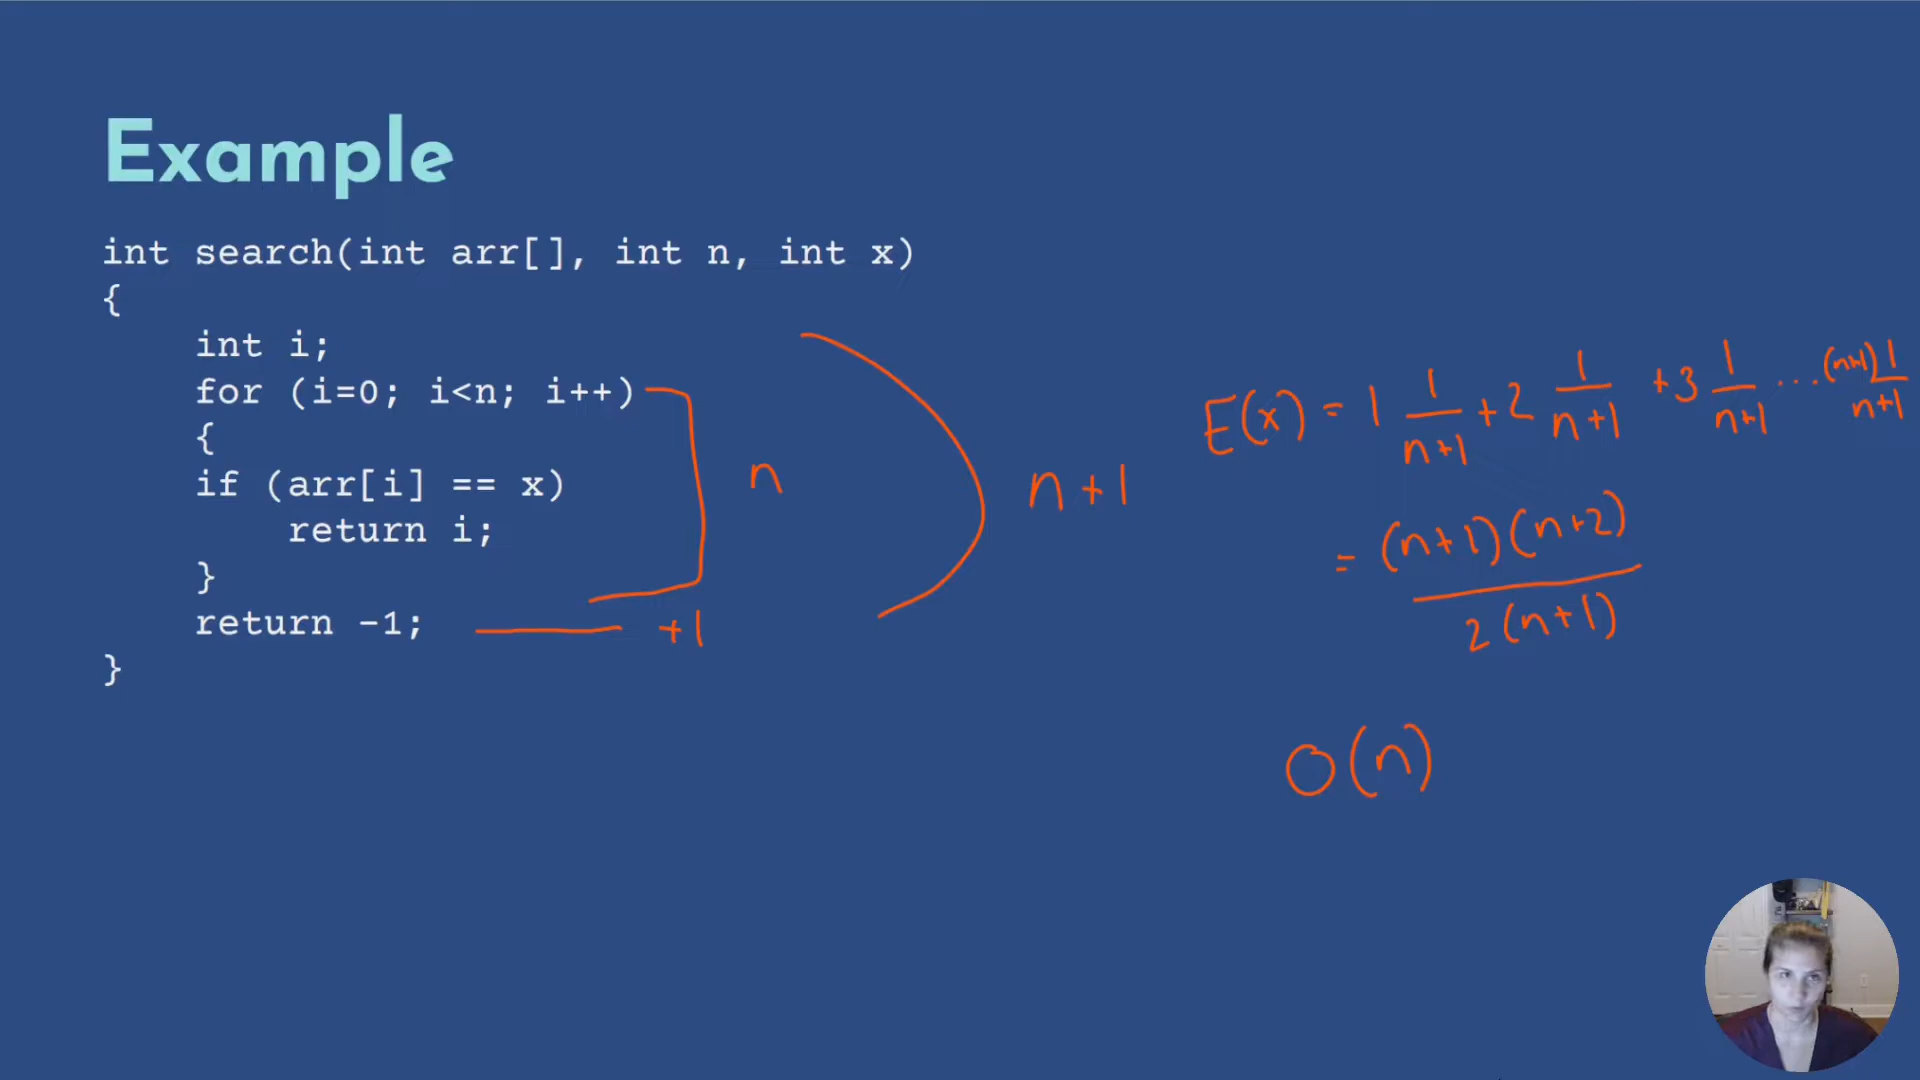 Example
int search(int arr[], int n, int x)
{
int i;
for (i=0; i<n; i++)
{
if (arr[i] == x)
return i;
}
return -1;
}
n
+1
n+1
E(x) = 1 1/n+1 + 2 1/n+1 + 3 1/n+1 ... (n+1) 1/n+1
= (n+1)(n+2)/2(n+1)
O(n)